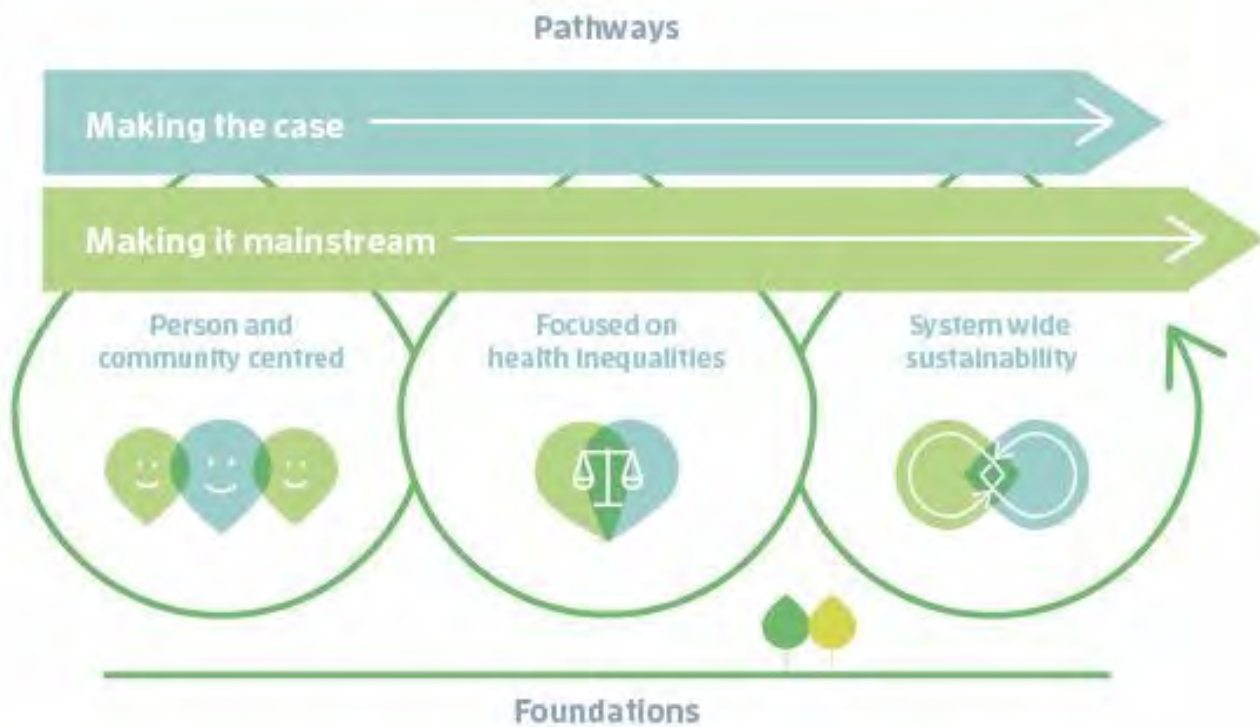 Pathways
Making the case
Making it mainstream
Person and
community centred
Focused on
health inequalities
System wide
sustainability
Foundations